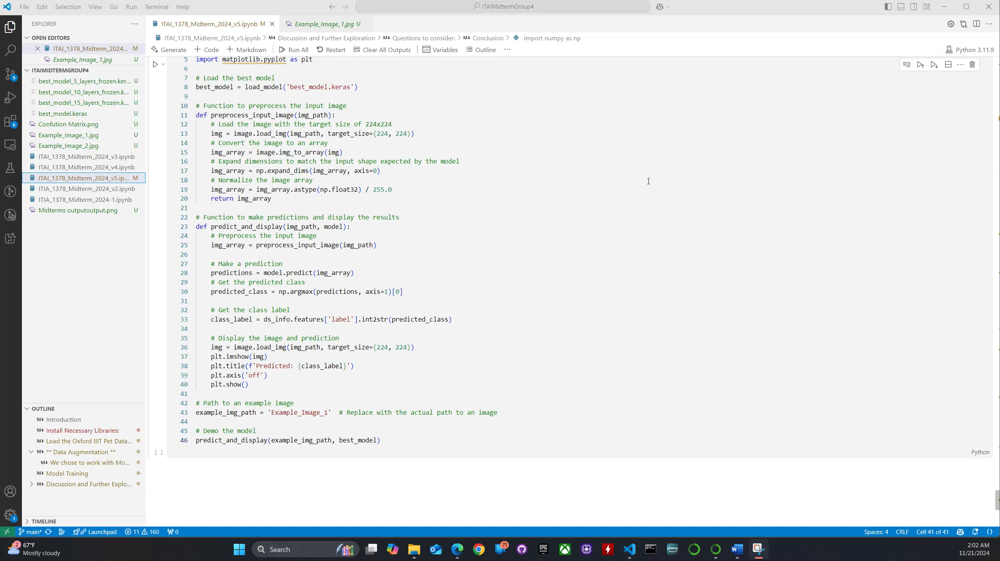 File Edit Selection View Go Run Terminal Help
ITAIMidtermGroup4
EXPLORER
OPEN EDITORS
ITAI_1378_Midterm_2024... M
Example_Image_1.jpg U
ITAIMIDTERMGROUP4
best_model_5_layers_frozen.ker... U
best_model_10_layers_frozen.k... U
best_model_15_layers_frozen.k... U
best_model.keras U
Confution Matrix.png U
Example_Image_1.jpg U
Example_Image_2.jpg U
ITAI_1378_Midterm_2024_v3.ipynb
ITAI_1378_Midterm_2024_v4.ipynb
ITAI_1378_Midterm_2024_v5.ip... M
ITIA_1378_Midterm_2024_v2.ipynb
ITIA_1378_Midterm_2024-1.ipynb
Midterms outputoutput.png U
OUTLINE
M↓ Introduction
M↓ Install Necessary Libraries:
M↓ Load the Oxford IIIT Pet Data...
M↓ ** Data Augmentation **
M↓ We chose to work with Mo...
M↓ Model Training
M↓ Discussion and Further Explo...
TIMELINE
9
6
1
ITAI_1378_Midterm_2024_v5.ipynb M
Example_Image_1.jpg U
ITAI_1378_Midterm_2024_v5.ipynb > M↓ Discussion and Further Exploration > M↓ Questions to consider: > M↓ Conclusion > import numpy as np
Generate + Code + Markdown Run All Restart Clear All Outputs Variables Outline ... Python 3.11.9
5 import matplotlib.pyplot as plt
6
7 # Load the best model
8 best_model = load_model('best_model.keras')
9
10 # Function to preprocess the input image
11 def preprocess_input_image(img_path):
12 # Load the image with the target size of 224x224
13 img = image.load_img(img_path, target_size=(224, 224))
14 # Convert the image to an array
15 img_array = image.img_to_array(img)
16 # Expand dimensions to match the input shape expected by the model
17 img_array = np.expand_dims(img_array, axis=0)
18 # Normalize the image array
19 img_array = img_array.astype(np.float32) / 255.0
20 return img_array
21
22 # Function to make predictions and display the results
23 def predict_and_display(img_path, model):
24 # Preprocess the input image
25 img_array = preprocess_input_image(img_path)
26
27 # Make a prediction
28 predictions = model.predict(img_array)
29 # Get the predicted class
30 predicted_class = np.argmax(predictions, axis=1)[0]
31
32 # Get the class label
33 class_label = ds_info.features['label'].int2str(predicted_class)
34
35 # Display the image and prediction
36 img = image.load_img(img_path, target_size=(224, 224))
37 plt.imshow(img)
38 plt.title(f'Predicted: {class_label}')
39 plt.axis('off')
40 plt.show()
41
42 # Path to an example image
43 example_img_path = 'Example_Image_1' # Replace with the actual path to an image
44
45 # Demo the model
46 predict_and_display(example_img_path, best_model)
[ ] Python
main* Launchpad 11 160 0 Spaces: 4 CRLF Cell 41 of 41 {}
2
67°F
Mostly cloudy
Search
71
EPIC GAMES
photos
2:02 AM
11/21/2024